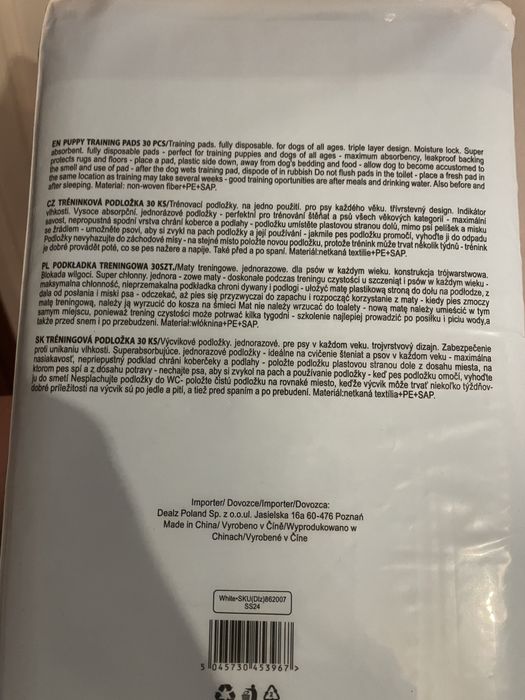 EN PUPPY TRAINING PADS 30 PCS/Training pads. fully disposable. for dogs of all ages. triple layer design. Moisture lock. Super
absorbent. fully disposable pads - perfect for training puppies and dogs of all ages - maximum absorbency, leakproof backing
protects rugs and floors - place a pad, plastic side down, away from dog's bedding and food - allow dog to become accustomed to
the smell and use of pad - after the dog wets training pad, dispode of in rubbish Do not flush pads in the toilet - place a fresh pad in
the same location as training may take several weeks - good training oportunities are after meals and drinking water. Also before and
after sleeping. Material: non-woven fiber+PE+SAP.
CZ TRÉNINKOVÁ PODLOŽKA 30 KS/Trénovací podložky. na jedno použití. pro psy každého věku. třívrstevný design. Indikátor
vlhkosti. Vysoce absorpční. jednorázové podložky - perfektní pro trénování štěňat a psů všech věkových kategorií - maximální
savost, nepropustná spodní vrstva chrání koberce a podlahy - podložku umístěte plastovou stranou dolů, mimo psí pelíšek a misku
se žrádlem - umožněte psovi, aby si zvykl na pach podložky a její používání - jakmile pes podložku promočí, vyhoďte ji do odpadu
Podložky nevyhazujte do záchodové mísy - na stejné místo položte novou podložku, protože trénink může trvat několik týdnů - trénink
je dobré provádět poté, co se pes nažere a napije. Také před a po spaní. Materiál:netkaná textilie+PE+SAP.
PL PODKŁADKA TRENINGOWA 30SZT./Maty treningowe. jednorazowe. dla psów w każdym wieku. konstrukcja trójwarstwowa.
Blokada wilgoci. Super chłonny. jednora - zowe maty - doskonałe podczas treningu czystości u szczeniąt i psów w każdym wieku -
maksymalna chłonność, nieprzemakalna podkładka chroni dywany i podłogi - ułożyć matę plastikową stroną do dołu na podłodze, z
dala od posłania i miski psa - odczekać, aż pies się przyzwyczai do zapachu i rozpocząć korzystanie z maty - kiedy pies zmoczy
matę treningową, należy ją wyrzucić do kosza na śmieci Mat nie należy wrzucać do toalety - nową matę należy umieścić w tym
samym miejscu, ponieważ trening czystości może potrwać kilka tygodni - szkolenie najlepiej prowadzić po posiłku i piciu wody,a
także przed snem i po przebudzeni. Materiał:włóknina+PE+SAP.
SK TRÉNINGOVÁ PODLOŽKA 30 KS/Výcvikové podložky. jednorazové. pre psy v každom veku. trojvrstvový dizajn. Zabezpečenie
proti unikaniu vlhkosti. Superabsorbujúce. jednorazové podložky - ideálne na cvičenie šteniat a psov v každom veku - maximálna
nasiakavosť, nepriepustný podklad chráni koberčeky a podlahy - položte podložku plastovou stranou dole z dosahu miesta, na
ktorom pes spí a z dosahu potravy - nechajte psa, aby si zvykol na pach a používanie podložky - keď pes podložku omočí, vyhoďte
ju do smetí Nesplachujte podložky do WC- položte čistú podložku na rovnaké miesto, keďže výcvik môže trvať niekoľko týždňov-
dobré príležitosti na výcvik sú po jedle a pití, a tiež pred spaním a po prebudení. Materiál:netkaná textília+PE+SAP.
Importer/ Dovozce/Importer/Dovozca:
Dealz Poland Sp. z o.o.ul. Jasielska 16a 60-476 Poznań
Made in China/ Vyrobeno v Číně/Wyprodukowano w
Chinach/Vyrobené v Číne
White-SKU(Dlz)862007
SS24
5 045730 453967 >